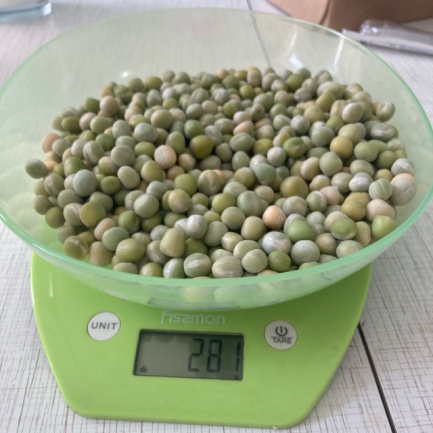 fissman
UNIT
281
TARE